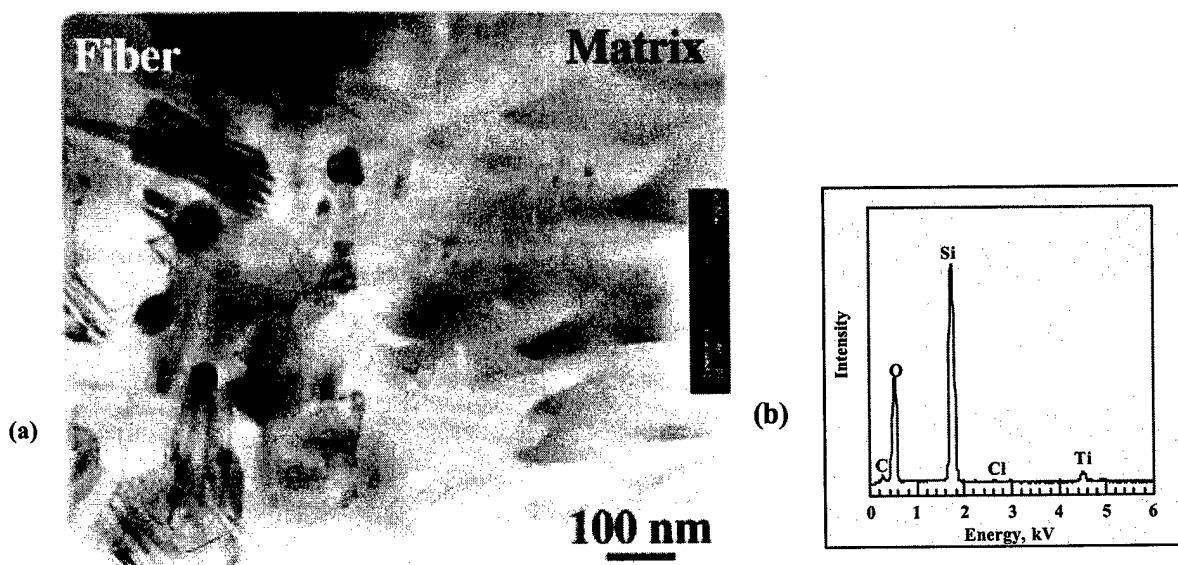 Fiber
Matrix
(a)
100 nm
(b)
Intensity
Si
O
C
Cl
Ti
0 1 2 3 4 5 6
Energy, kV